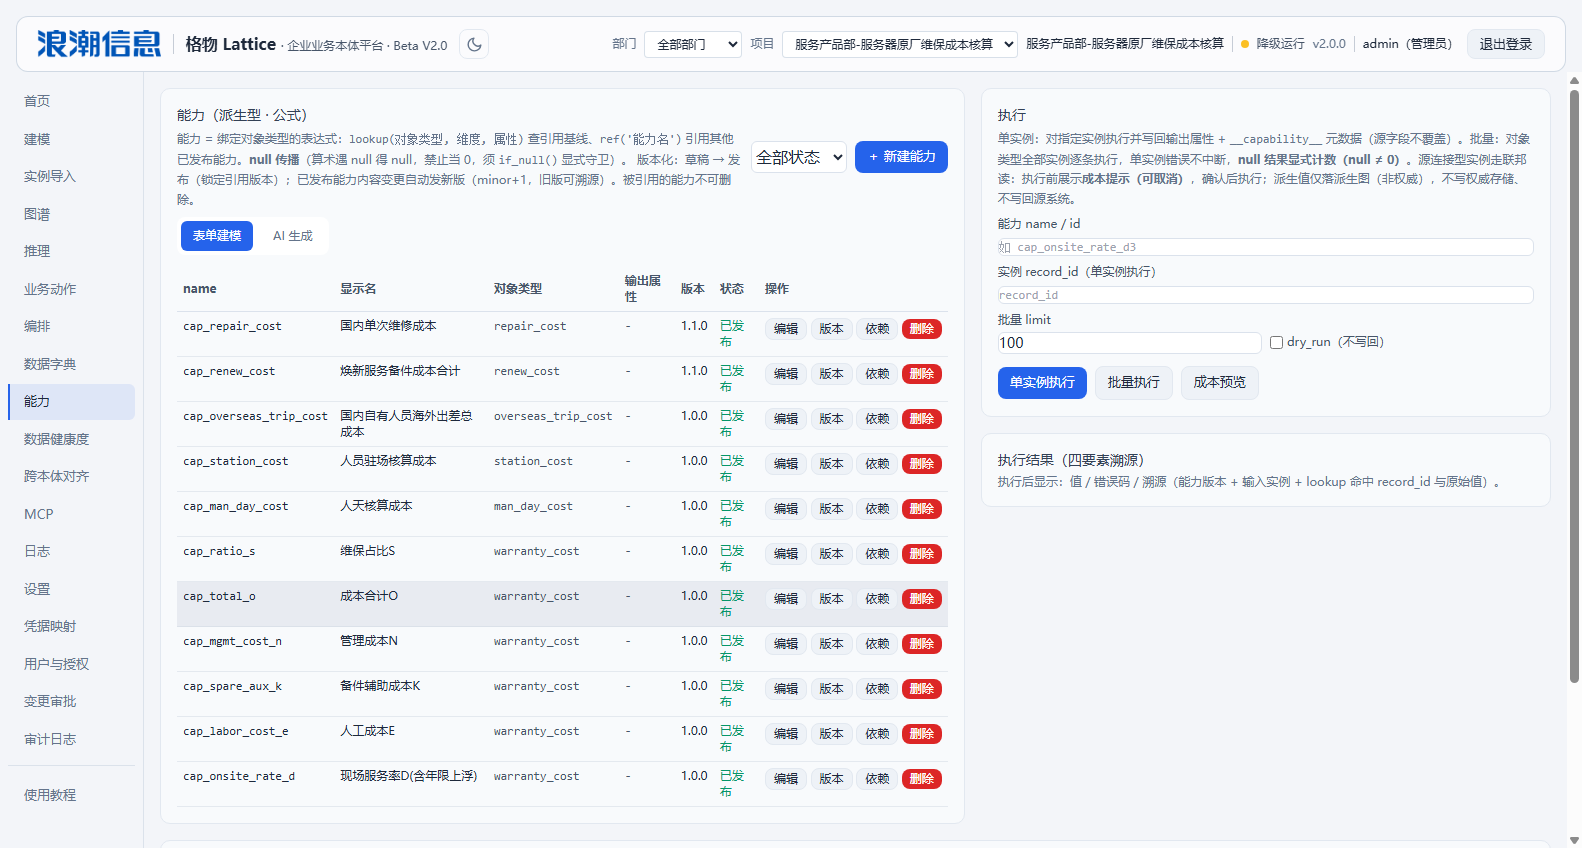 浪潮信息
格物 Lattice · 企业业务本体平台 · Beta V2.0
部门 全部部门 项目 服务产品部-服务器原厂维保成本核算 服务产品部-服务器原厂维保成本核算 降级运行 v2.0.0 admin（管理员） 退出登录
首页
建模
实例导入
图谱
推理
业务动作
编排
数据字典
能力
数据健康度
跨本体对齐
MCP
日志
设置
凭据映射
用户与授权
变更审批
审计日志
使用教程
能力（派生型 · 公式）
能力 = 绑定对象类型的表达式：lookup(对象类型, 维度, 属性) 查引用基线、ref('能力名') 引用其他
已发布能力。null 传播（算术遇 null 得 null，禁止当 0，须 if_null() 显式守卫）。 版本化：草稿 → 发
布（锁定引用版本）；已发布能力内容变更自动发新版（minor+1，旧版可溯源）。被引用的能力不可删
除。
全部状态
+ 新建能力
表单建模 AI 生成
name 显示名 对象类型 输出属性 版本 状态 操作
cap_repair_cost 国内单次维修成本 repair_cost - 1.1.0 已发布 编辑 版本 依赖 删除
cap_renew_cost 焕新服务备件成本合计 renew_cost - 1.1.0 已发布 编辑 版本 依赖 删除
cap_overseas_trip_cost 国内自有人员海外出差总成本 overseas_trip_cost - 1.0.0 已发布 编辑 版本 依赖 删除
cap_station_cost 人员驻场核算成本 station_cost - 1.0.0 已发布 编辑 版本 依赖 删除
cap_man_day_cost 人天核算成本 man_day_cost - 1.0.0 已发布 编辑 版本 依赖 删除
cap_ratio_s 维保占比S warranty_cost - 1.0.0 已发布 编辑 版本 依赖 删除
cap_total_o 成本合计O warranty_cost - 1.0.0 已发布 编辑 版本 依赖 删除
cap_mgmt_cost_n 管理成本N warranty_cost - 1.0.0 已发布 编辑 版本 依赖 删除
cap_spare_aux_k 备件辅助成本K warranty_cost - 1.0.0 已发布 编辑 版本 依赖 删除
cap_labor_cost_e 人工成本E warranty_cost - 1.0.0 已发布 编辑 版本 依赖 删除
cap_onsite_rate_d 现场服务率D(含年限上浮) warranty_cost - 1.0.0 已发布 编辑 版本 依赖 删除
执行
单实例：对指定实例执行并写回输出属性 + __capability__ 元数据（源字段不覆盖）。批量：对象
类型全部实例逐条执行，单实例错误不中断，null 结果显式计数（null ≠ 0）。源连接型实例走联邦
读：执行前展示成本提示（可取消），确认后执行；派生值仅落派生图（非权威），不写权威存储、
不写回源系统。
能力 name / id
如 cap_onsite_rate_d3
实例 record_id（单实例执行）
record_id
批量 limit
100 dry_run（不写回）
单实例执行 批量执行 成本预览
执行结果（四要素溯源）
执行后显示：值 / 错误码 / 溯源（能力版本 + 输入实例 + lookup 命中 record_id 与原始值）。